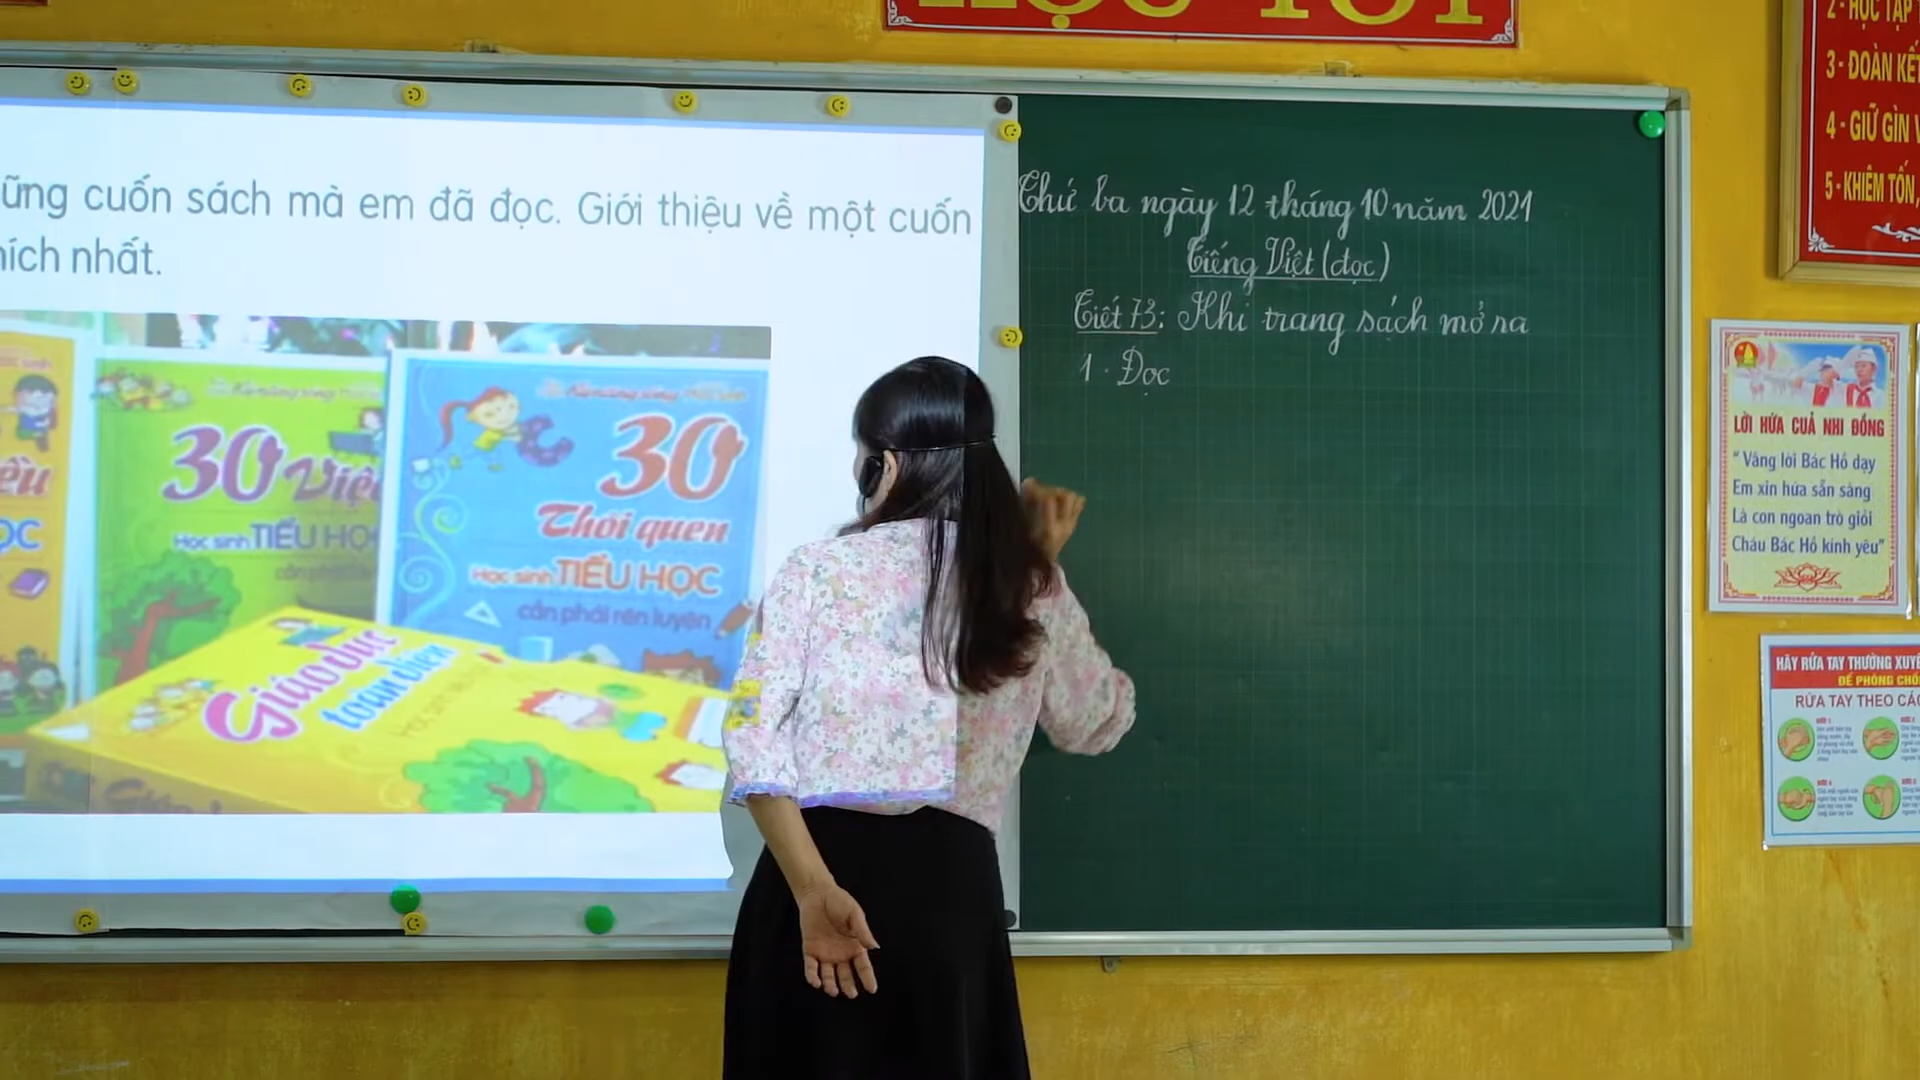 HỌC TỐT
ững cuốn sách mà em đã đọc. Giới thiệu về một cuốn
hích nhất.
30 Việ
Học sinh TIỂU HỌ
30
Thói quen
Học sinh TIỂU HỌC
cần phải rèn luyện
Giáo dục
toàn diện
Thứ ba ngày 12 tháng 10 năm 2021
Tiếng Việt (đọc)
Tiết 73: Khi trang sách mở ra
1. Đọc
2 - HỌC TẬP
3 - ĐOÀN KẾT
4 - GIỮ GÌN V
5 - KHIÊM TỐN,
LỜI HỨA CỦA NHI ĐỒNG
“ Vâng lời Bác Hồ dạy
Em xin hứa sẵn sàng
Là con ngoan trò giỏi
Cháu Bác Hồ kính yêu”
HÃY RỬA TAY THƯỜNG XUYÊ
ĐỂ PHÒNG CHỐN
RỬA TAY THEO CÁC